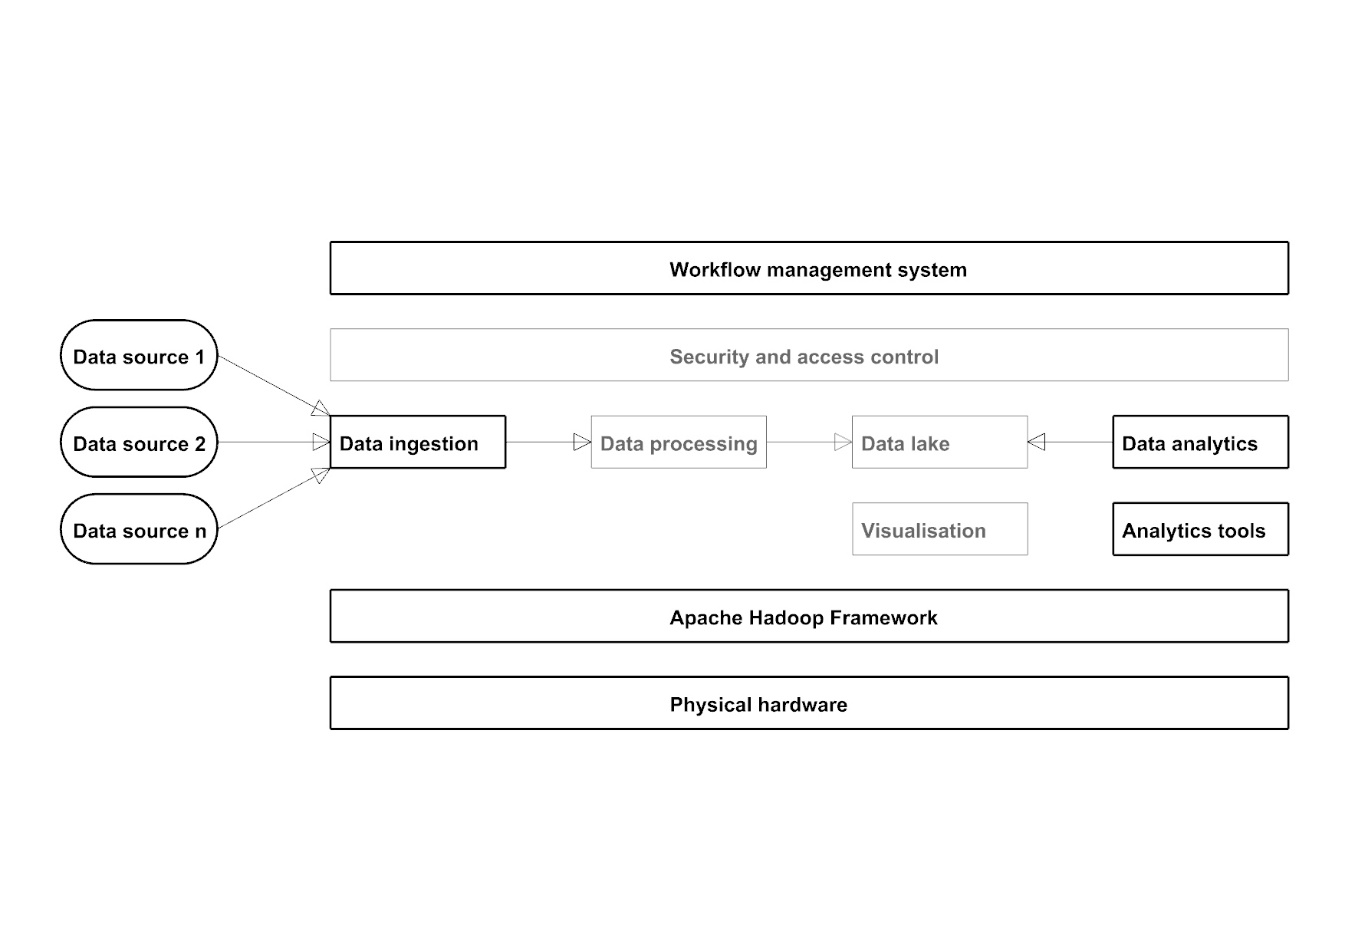 Workflow management system
Security and access control
Data source 1
Data source 2
Data source n
Data ingestion
Data processing
Data lake
Data analytics
Visualisation
Analytics tools
Apache Hadoop Framework
Physical hardware